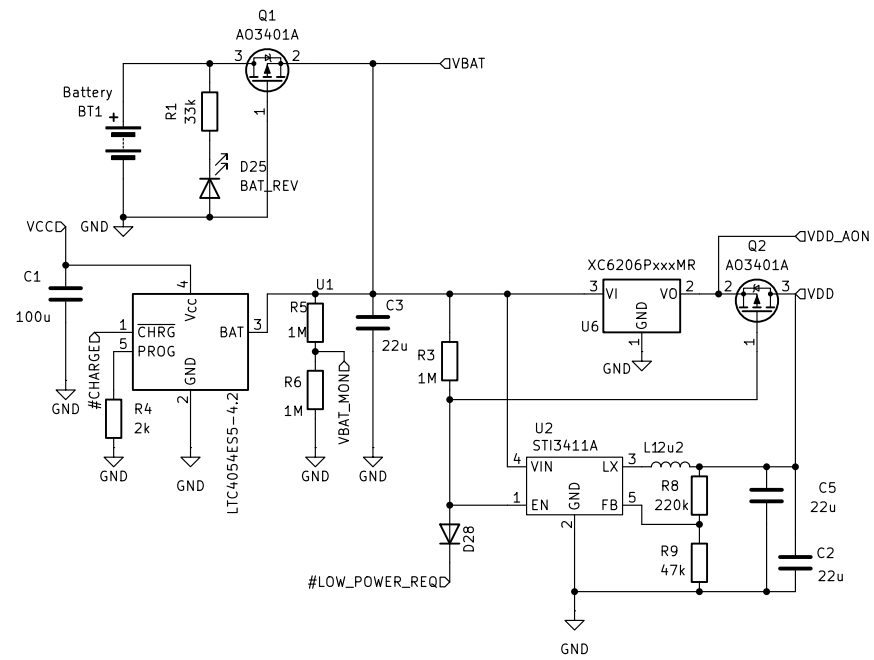 Q1
AO3401A
3
2
VBAT
Battery
BT1
+
R1
33k
1
D25
BAT_REV
VCC
GND
Q2
VDD_AON
C1
100u
4
U1
XC6206PxxxMR
AO3401A
VCC
R5
1M
C3
22u
3
VI
VO
2
2
3
VDD
1
CHRG
5
PROG
BAT
3
GND
U6
1
GND
1
#CHARGED
GND
2
R6
1M
VBAT_MON
R3
1M
GND
R4
2k
GND
GND
LTC4054ES5-4.2
GND
GND
U2
STI3411A
L1
2u2
4
VIN
LX
3
R8
220k
C5
22u
1
EN
GND
FB
5
2
D28
R9
47k
C2
22u
#LOW_POWER_REQ
GND